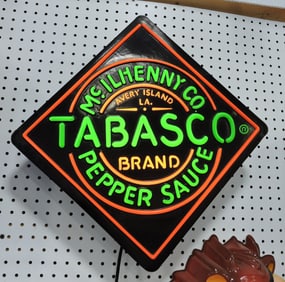 McILHENNY CO
AVERY ISLAND
LA.
TABASCO®
BRAND
PEPPER SAUCE